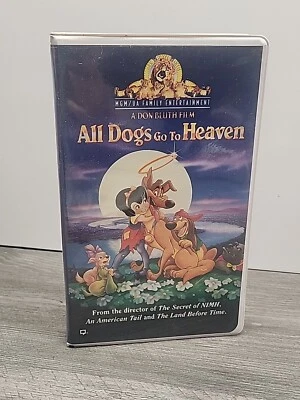 MGM/UA FAMILY ENTERTAINMENT
A DON BLUTH FILM
All Dogs Go To Heaven
From the director of The Secret of NIMH,
An American Tail and The Land Before Time.